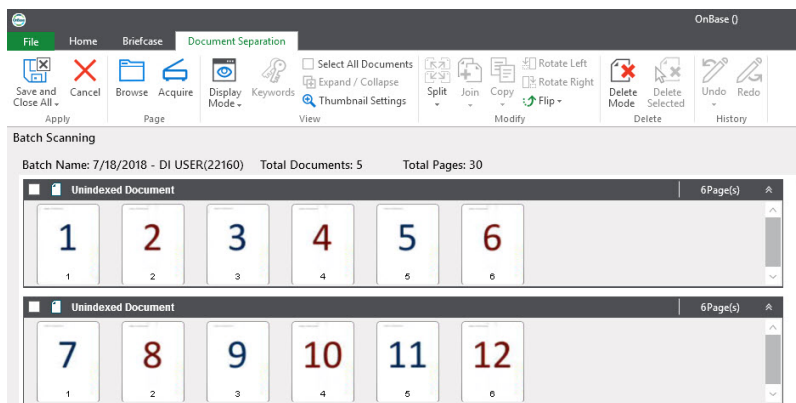 OnBase ()
File Home Briefcase Document Separation
Save and Close All Cancel Browse Acquire Display Mode Keywords
Select All Documents
Expand / Collapse
Thumbnail Settings
Split Join Copy
Rotate Left
Rotate Right
Flip
Delete Mode Delete Selected Undo Redo
Apply Page View Modify Delete History
Batch Scanning
Batch Name: 7/18/2018 - DI USER(22160) Total Documents: 5 Total Pages: 30
Unindexed Document 6Page(s)
1 2 3 4 5 6
1 2 3 4 5 6
Unindexed Document 6Page(s)
7 8 9 10 11 12
1 2 3 4 5 6